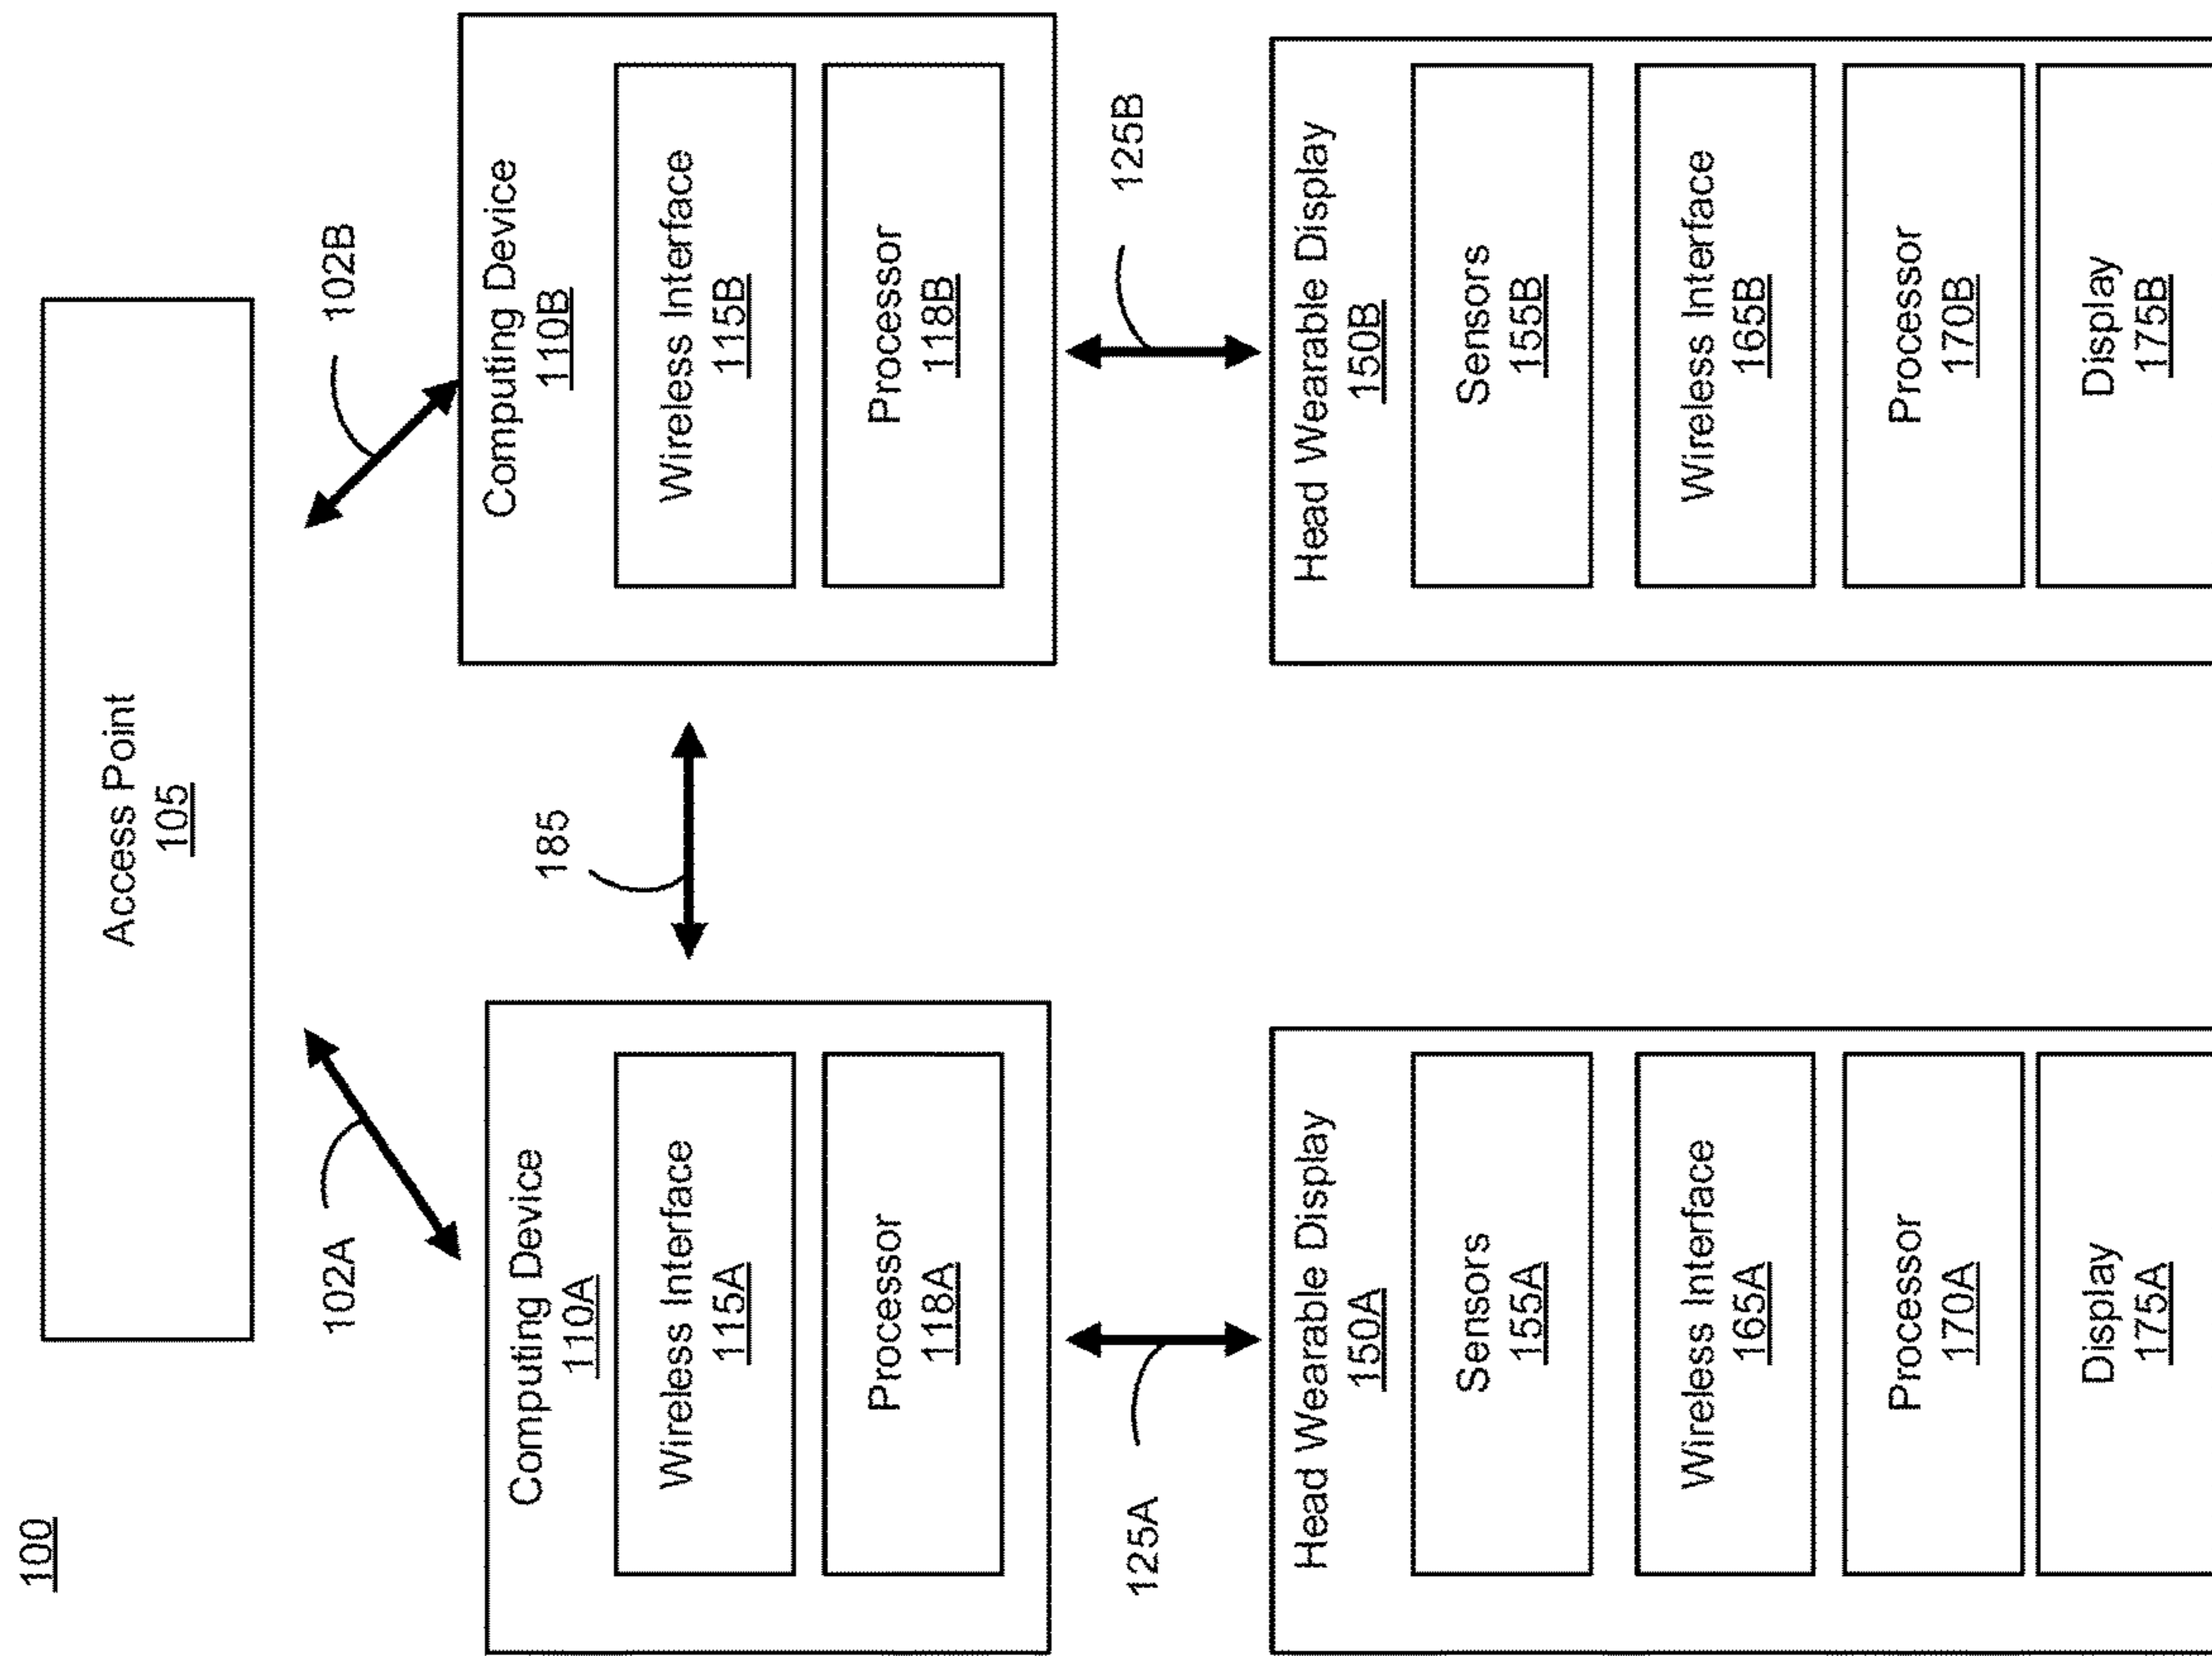 100
Access Point
105
102A
102B
Computing Device
110A
Wireless Interface
115A
Processor
118A
185
Computing Device
110B
Wireless Interface
115B
Processor
118B
125A
125B
Head Wearable Display
150A
Sensors
155A
Wireless Interface
165A
Processor
170A
Display
175A
Head Wearable Display
150B
Sensors
155B
Wireless Interface
165B
Processor
170B
Display
175B